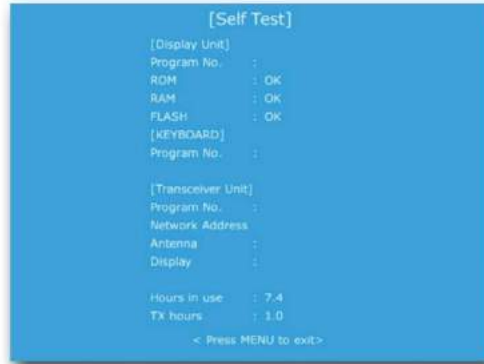 [Self Test]
[Display Unit]
Program No. :
ROM : OK
RAM : OK
FLASH : OK
[KEYBOARD]
Program No. :
[Transceiver Unit]
Program No. :
Network Address
Antenna :
Display :
Hours in use : 7.4
TX hours : 1.0
< Press MENU to exit>